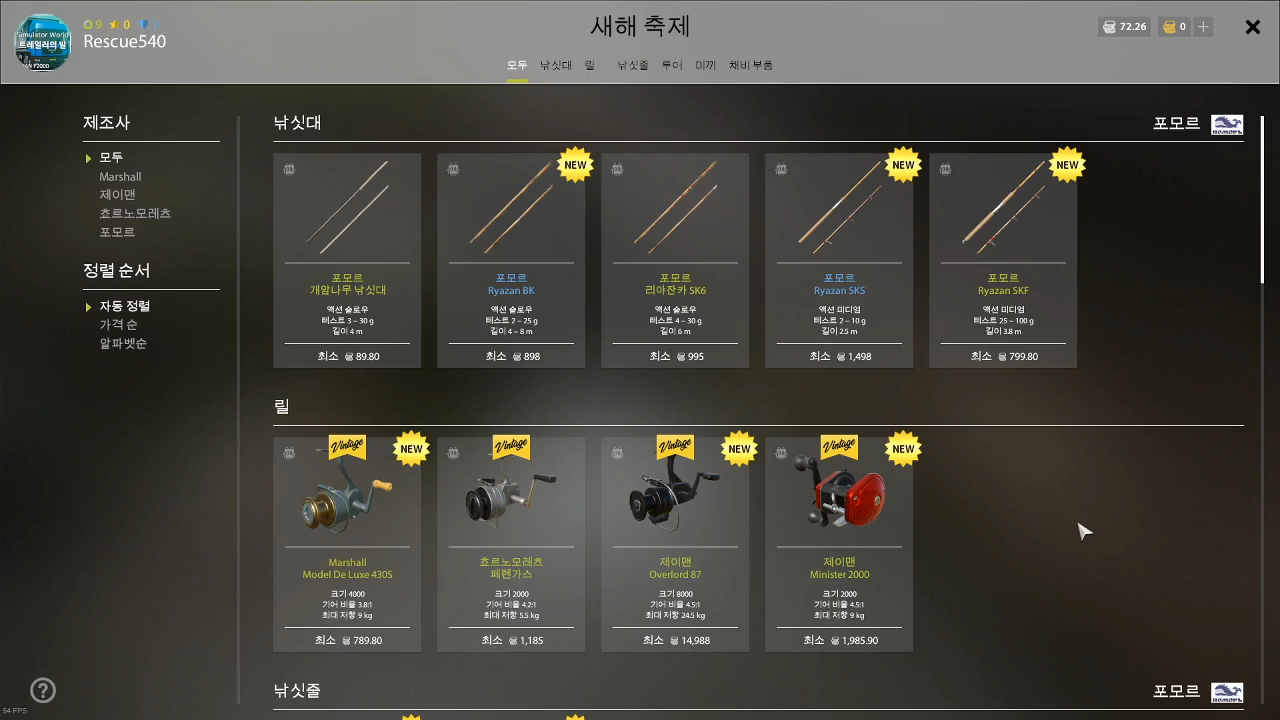 새해 축제
9 0 1
Rescue540
Simulator World
트레일러의 발
72.26
0
모두 낚싯대 릴 낚싯줄 루어 미끼 채비 부품
제조사
모두
Marshall
제이맨
쵸르노모레츠
포모르
정렬 순서
자동 정렬
가격 순
알파벳순
낚싯대
포모르
ПОМОРЪ
NEW NEW NEW
포모르
개암나무 낚싯대
액션 슬로우
테스트 3 – 30 g
길이 4 m
최소 89.80
포모르
Ryazan BK
액션 슬로우
테스트 2 – 25 g
길이 4 – 8 m
최소 898
포모르
리아잔카 SK6
액션 슬로우
테스트 4 – 30 g
길이 6 m
최소 995
포모르
Ryazan SKS
액션 미디엄
테스트 2 – 10 g
길이 2.5 m
최소 1,498
포모르
Ryazan SKF
액션 미디엄
테스트 25 – 100 g
길이 3.8 m
최소 799.80
릴
Vintage NEW Vintage Vintage NEW Vintage NEW
Marshall
Model De Luxe 430S
크기 4000
기어 비율 3.8:1
최대 저항 9 kg
최소 789.80
쵸르노모레츠
페렌가스
크기 2000
기어 비율 4.2:1
최대 저항 5.5 kg
최소 1,185
제이맨
Overlord 87
크기 8000
기어 비율 4.5:1
최대 저항 24.5 kg
최소 14,988
제이맨
Minister 2000
크기 2000
기어 비율 4.5:1
최대 저항 9 kg
최소 1,985.90
낚싯줄
포모르
ПОМОРЪ
?
54 FPS